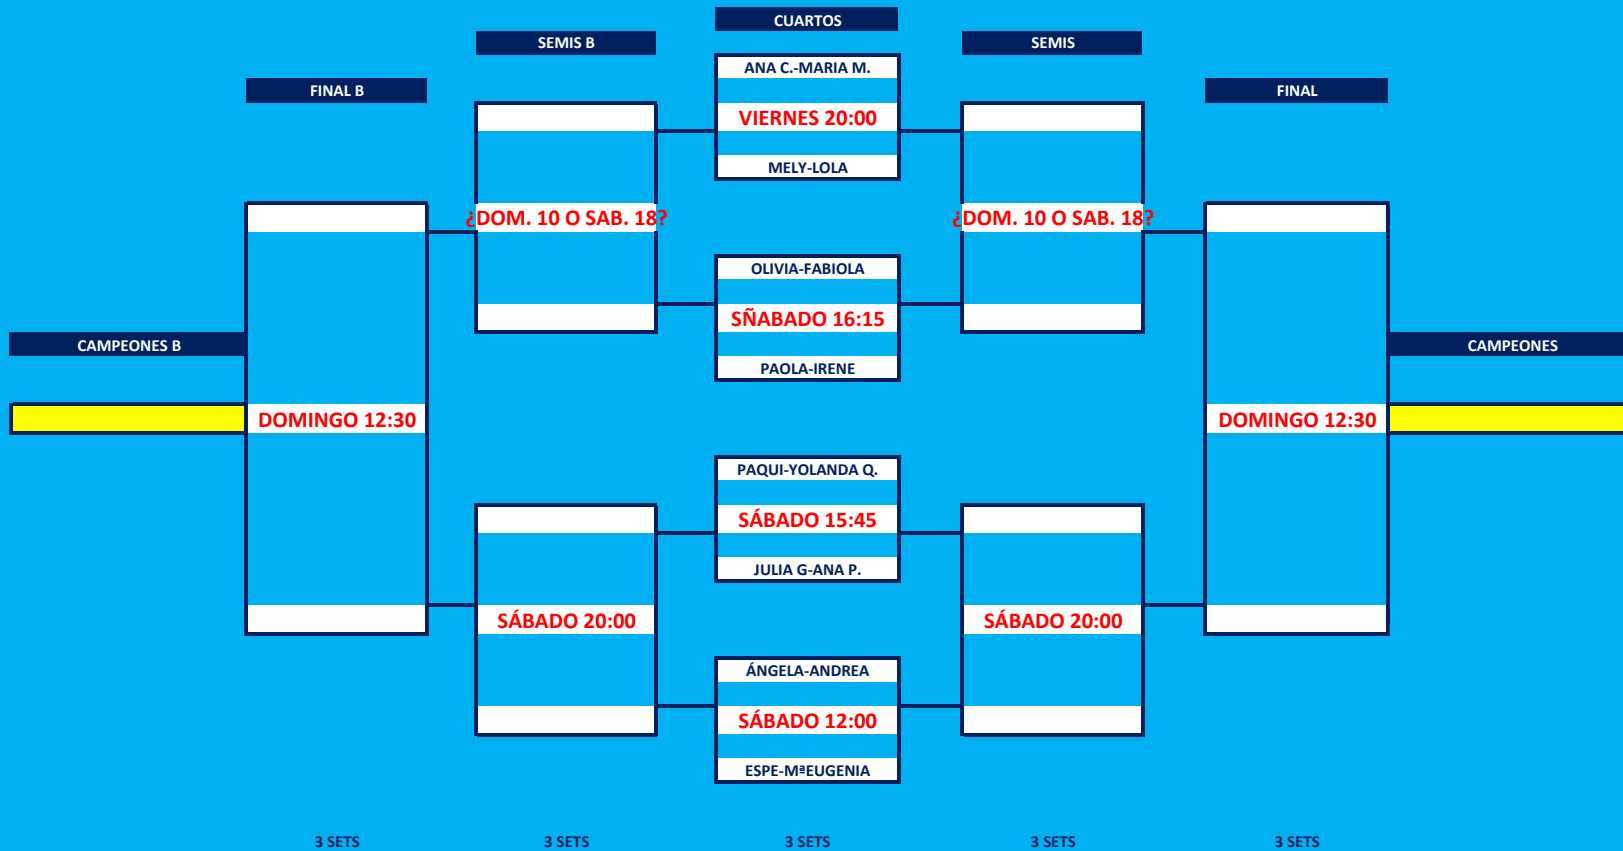 CUARTOS
SEMIS B
SEMIS
ANA C.-MARIA M.
FINAL B
FINAL
VIERNES 20:00
MELY-LOLA
¿DOM. 10 O SAB. 18?
¿DOM. 10 O SAB. 18?
OLIVIA-FABIOLA
SÑABADO 16:15
CAMPEONES B
CAMPEONES
PAOLA-IRENE
DOMINGO 12:30
DOMINGO 12:30
PAQUI-YOLANDA Q.
SÁBADO 15:45
JULIA G-ANA P.
SÁBADO 20:00
SÁBADO 20:00
ÁNGELA-ANDREA
SÁBADO 12:00
ESPE-MªEUGENIA
3 SETS
3 SETS
3 SETS
3 SETS
3 SETS